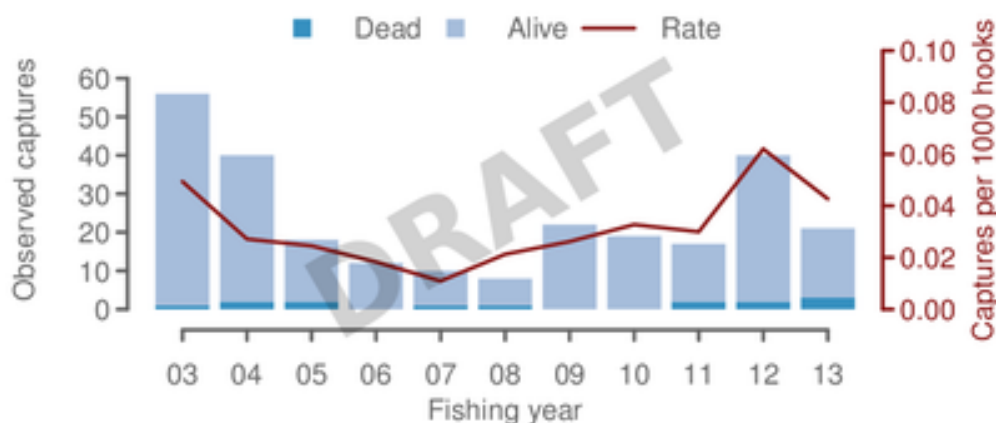 Dead Alive Rate
Observed captures
60
50
40
30
20
10
0
DRAFT
0.10
0.08
0.06
0.04
0.02
0.00
Captures per 1000 hooks
03 04 05 06 07 08 09 10 11 12 13
Fishing year